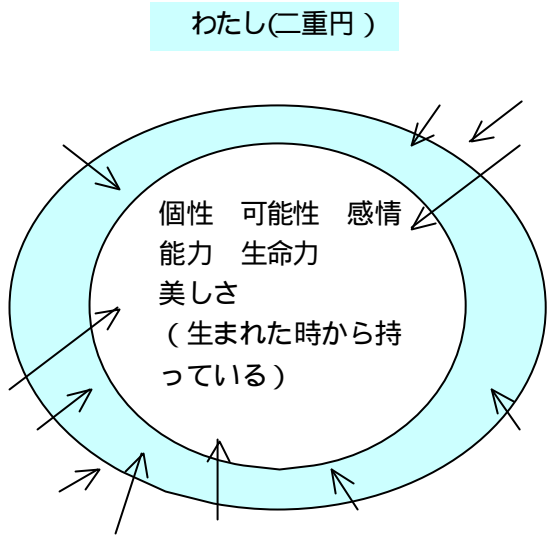 わたし(二重円 )
個性　可能性　感情
能力　生命力
美しさ
（生まれた時から持
っている）